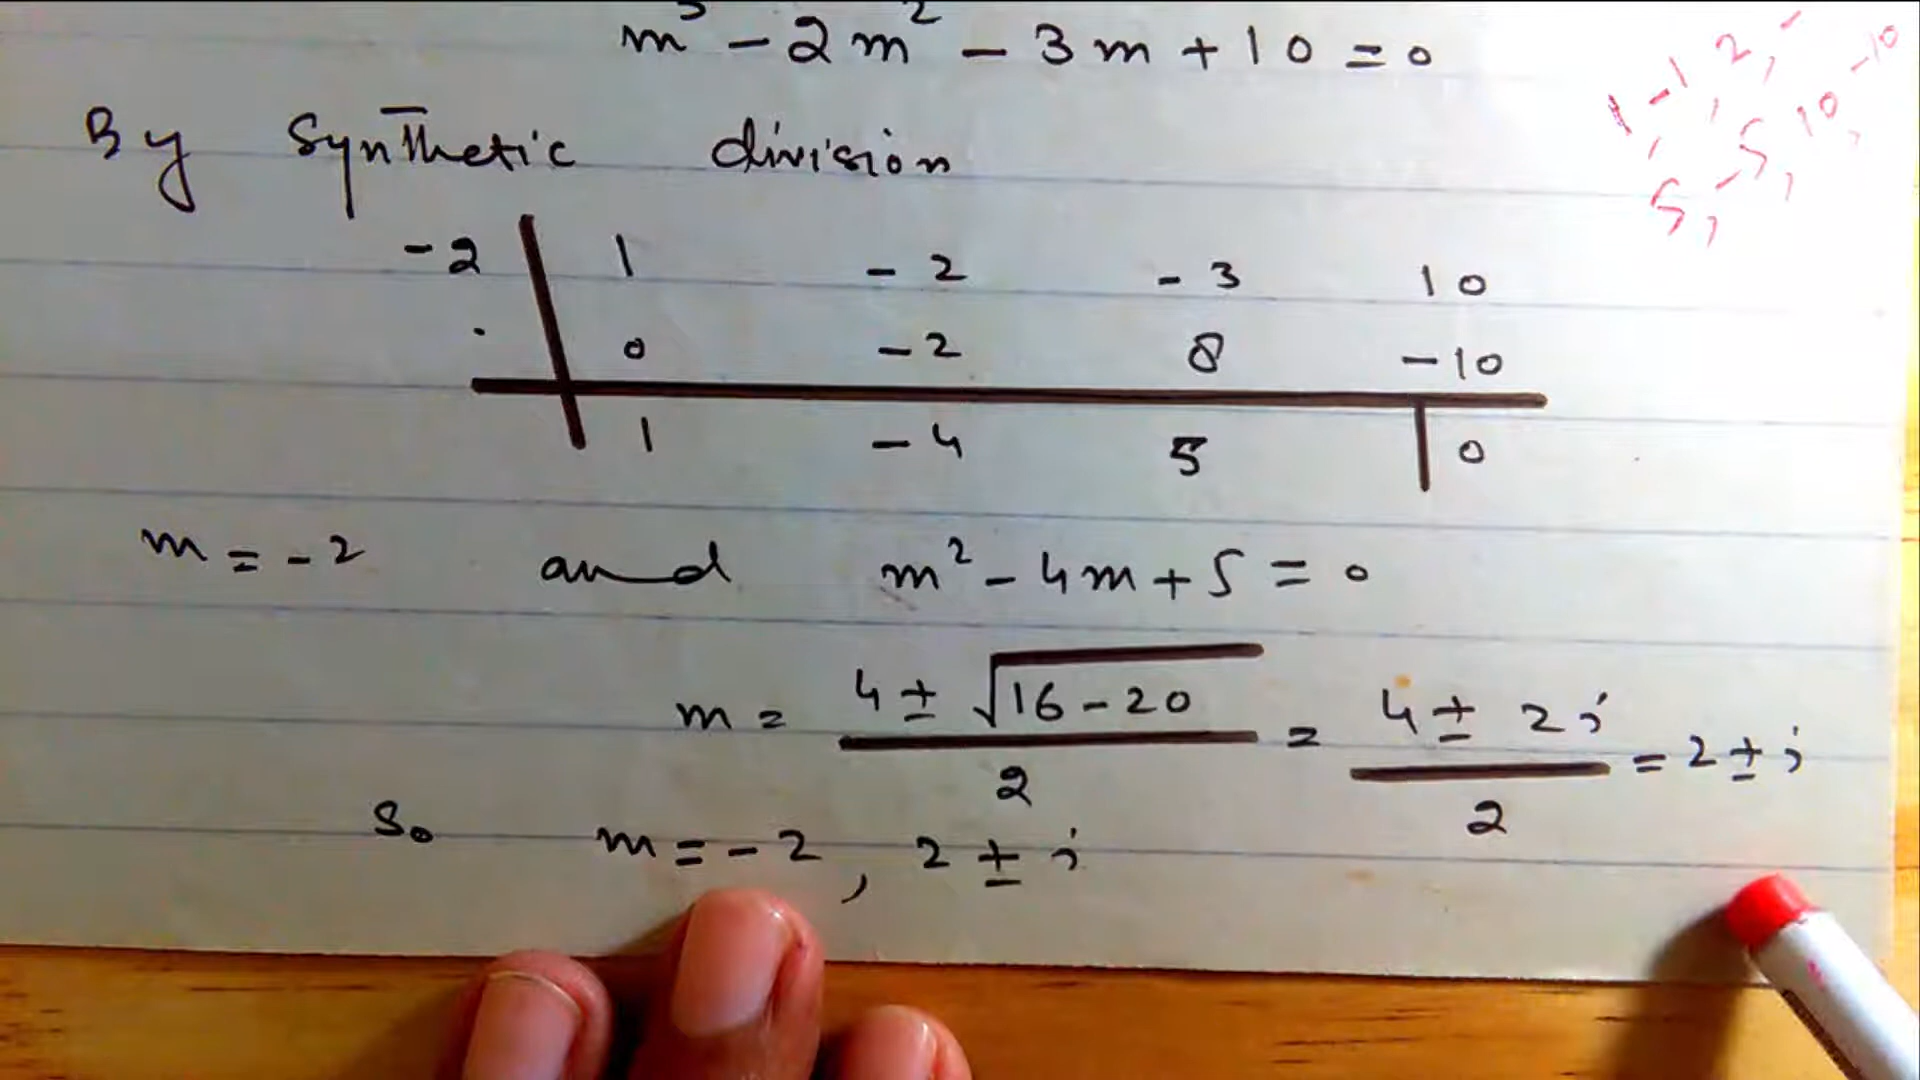 m³ - 2m² - 3m + 10 = 0
1, -1, 2, -
5, -5, 10, -10
By Synthetic division
-2 | 1 -2 -3 10
0 -2 8 -10
1 -4 5 | 0
m = -2 and m² - 4m + 5 = 0
m = (4 ± √(16 - 20))/2 = (4 ± 2i)/2 = 2 ± i
So m = -2, 2 ± i